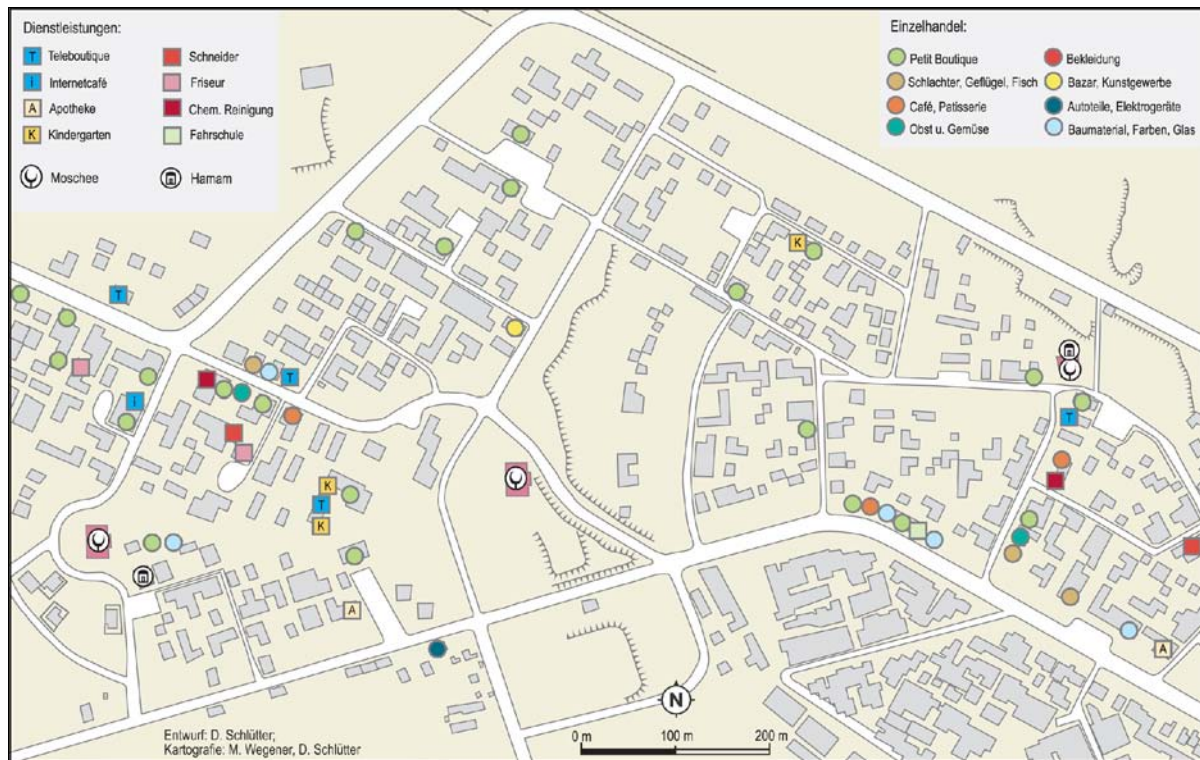 Dienstleistungen:
T Teleboutique
i Internetcafé
A Apotheke
K Kindergarten
Moschee
Schneider
Friseur
Chem. Reinigung
Fahrschule
Hamam
Einzelhandel:
Petit Boutique
Schlachter, Geflügel, Fisch
Café, Patisserie
Obst u. Gemüse
Bekleidung
Bazar, Kunstgewerbe
Autoteile, Elektrogeräte
Baumaterial, Farben, Glas
K
T
T
i
T
K
T
K
A
A
N
0 m 100 m 200 m
Entwurf: D. Schlütter;
Kartografie: M. Wegener, D. Schlütter